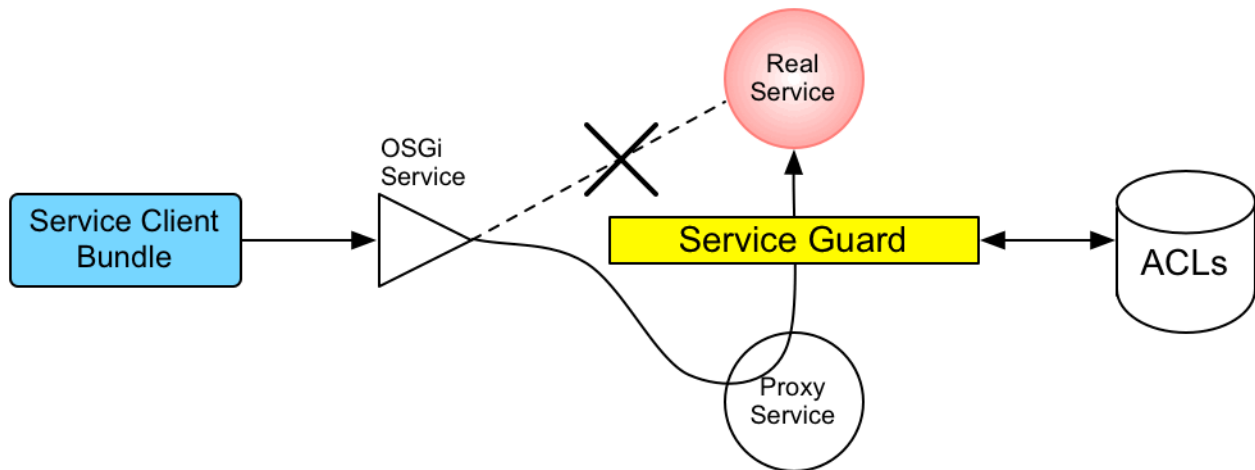 Real
Service
OSGi
Service
Service Client
Bundle
Service Guard
ACLs
Proxy
Service